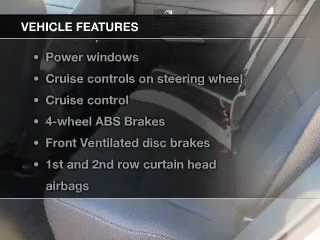 VEHICLE FEATURES
• Power windows
• Cruise controls on steering wheel
• Cruise control
• 4-wheel ABS Brakes
• Front Ventilated disc brakes
• 1st and 2nd row curtain head
airbags